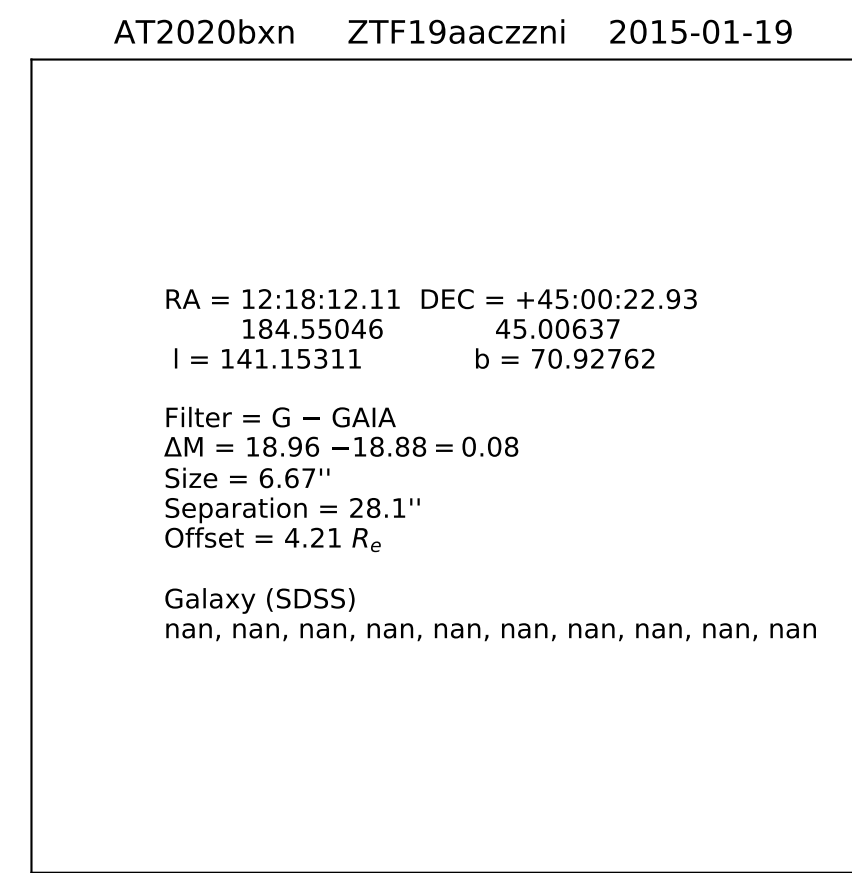 AT2020bxn ZTF19aaczzni 2015-01-19
RA = 12:18:12.11 DEC = +45:00:22.93
184.55046 45.00637
l = 141.15311 b = 70.92762
Filter = G − GAIA
ΔM = 18.96 −18.88 = 0.08
Size = 6.67''
Separation = 28.1''
Offset = 4.21 Re
Galaxy (SDSS)
nan, nan, nan, nan, nan, nan, nan, nan, nan, nan